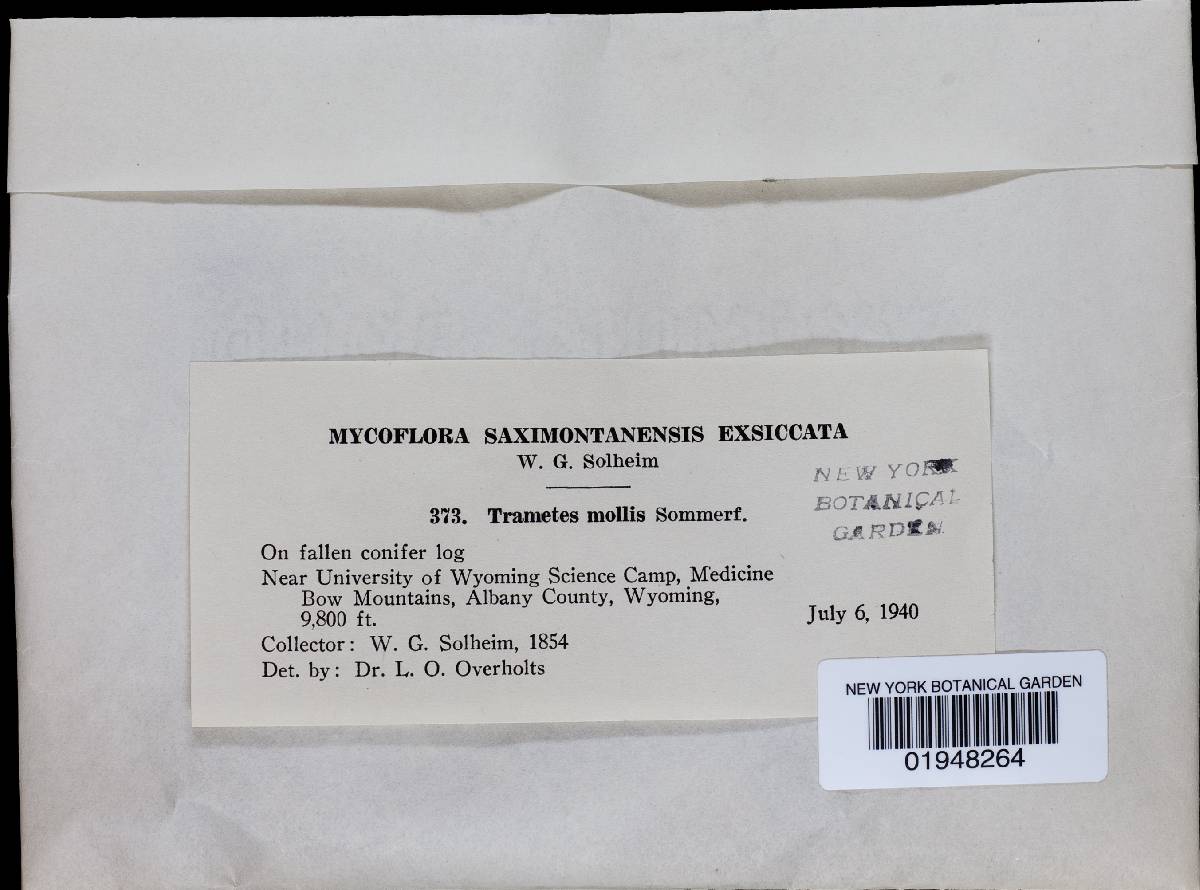 MYCOFLORA SAXIMONTANENSIS EXSICCATA
W. G. Solheim
373. Trametes mollis Sommerf.
NEW YORK
BOTANICAL
GARDEN
On fallen conifer log
Near University of Wyoming Science Camp, Medicine
Bow Mountains, Albany County, Wyoming,
9,800 ft.
July 6, 1940
Collector: W. G. Solheim, 1854
Det. by: Dr. L. O. Overholts
NEW YORK BOTANICAL GARDEN
01948264